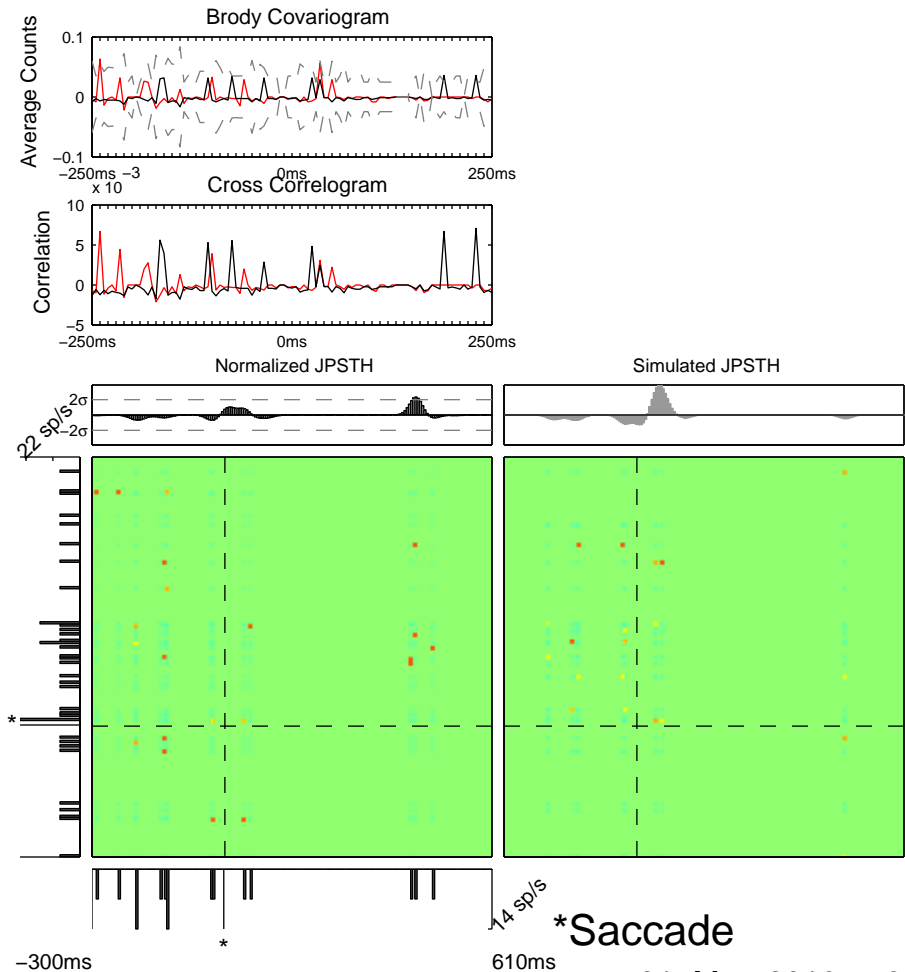 Brody Covariogram
Average Counts
0.1
0
−0.1
−250ms
0ms
250ms
−3
x 10
Cross Correlogram
Correlation
10
5
0
−5
−250ms
0ms
250ms
Normalized JPSTH
Simulated JPSTH
2σ
−2σ
22 sp/s
*
*
14 sp/s
*Saccade
−300ms
610ms